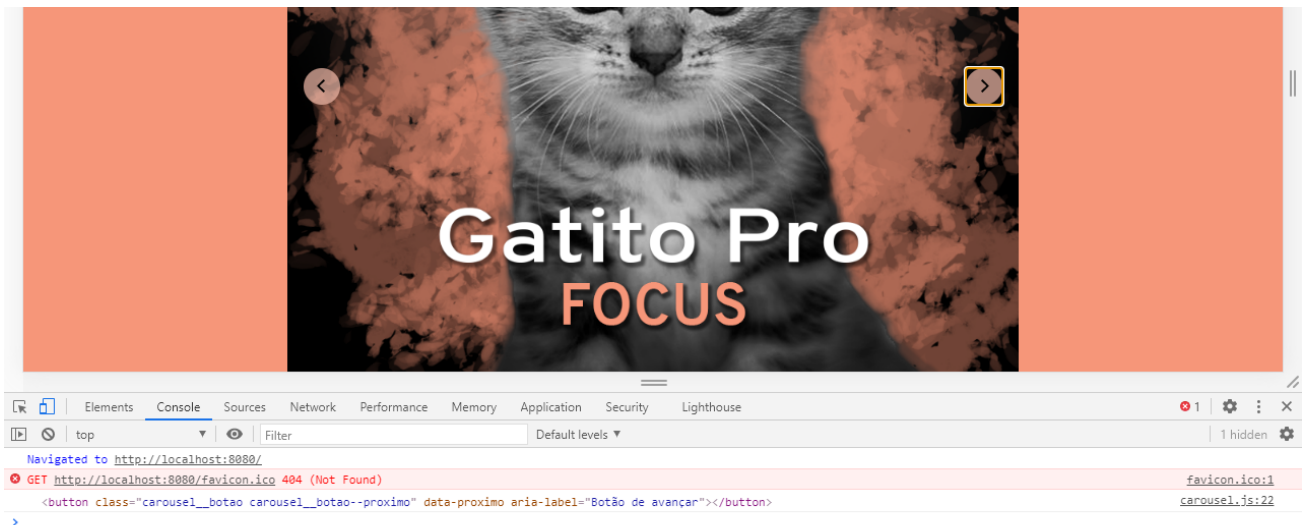 Gatito Pro
FOCUS
Elements Console Sources Network Performance Memory Application Security Lighthouse 1
top Filter Default levels 1 hidden
Navigated to http://localhost:8080/
GET http://localhost:8080/favicon.ico 404 (Not Found) favicon.ico:1
<button class="carousel__botao carousel__botao--proximo" data-proximo aria-label="Botão de avançar"></button> carousel.js:22